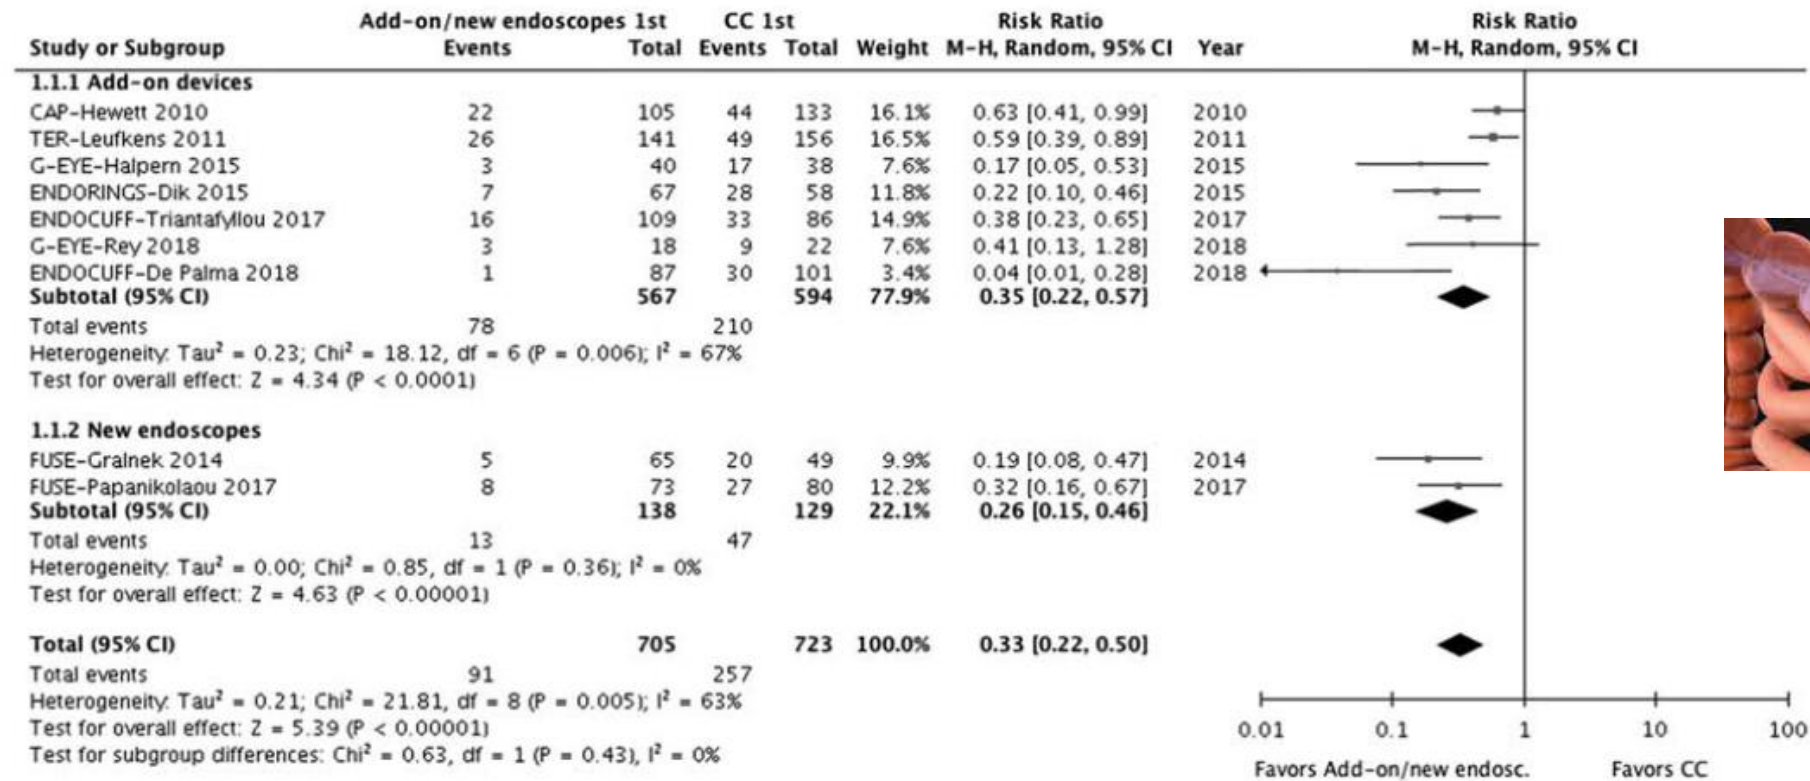 Add-on/new endoscopes 1st CC 1st Risk Ratio Risk Ratio
Study or Subgroup Events Total Events Total Weight M-H, Random, 95% CI Year M-H, Random, 95% CI
1.1.1 Add-on devices
CAP-Hewett 2010 22 105 44 133 16.1% 0.63 [0.41, 0.99] 2010
TER-Leufkens 2011 26 141 49 156 16.5% 0.59 [0.39, 0.89] 2011
G-EYE-Halpern 2015 3 40 17 38 7.6% 0.17 [0.05, 0.53] 2015
ENDORINGS-Dik 2015 7 67 28 58 11.8% 0.22 [0.10, 0.46] 2015
ENDOCUFF-Triantafyllou 2017 16 109 33 86 14.9% 0.38 [0.23, 0.65] 2017
G-EYE-Rey 2018 3 18 9 22 7.6% 0.41 [0.13, 1.28] 2018
ENDOCUFF-De Palma 2018 1 87 30 101 3.4% 0.04 [0.01, 0.28] 2018
Subtotal (95% CI) 567 594 77.9% 0.35 [0.22, 0.57]
Total events 78 210
Heterogeneity: Tau² = 0.23; Chi² = 18.12, df = 6 (P = 0.006); I² = 67%
Test for overall effect: Z = 4.34 (P < 0.0001)
1.1.2 New endoscopes
FUSE-Gralnek 2014 5 65 20 49 9.9% 0.19 [0.08, 0.47] 2014
FUSE-Papanikolaou 2017 8 73 27 80 12.2% 0.32 [0.16, 0.67] 2017
Subtotal (95% CI) 138 129 22.1% 0.26 [0.15, 0.46]
Total events 13 47
Heterogeneity: Tau² = 0.00; Chi² = 0.85, df = 1 (P = 0.36); I² = 0%
Test for overall effect: Z = 4.63 (P < 0.00001)
Total (95% CI) 705 723 100.0% 0.33 [0.22, 0.50]
Total events 91 257
Heterogeneity: Tau² = 0.21; Chi² = 21.81, df = 8 (P = 0.005); I² = 63%
Test for overall effect: Z = 5.39 (P < 0.00001)
Test for subgroup differences: Chi² = 0.63, df = 1 (P = 0.43), I² = 0%
0.01 0.1 1 10 100
Favors Add-on/new endosc. Favors CC